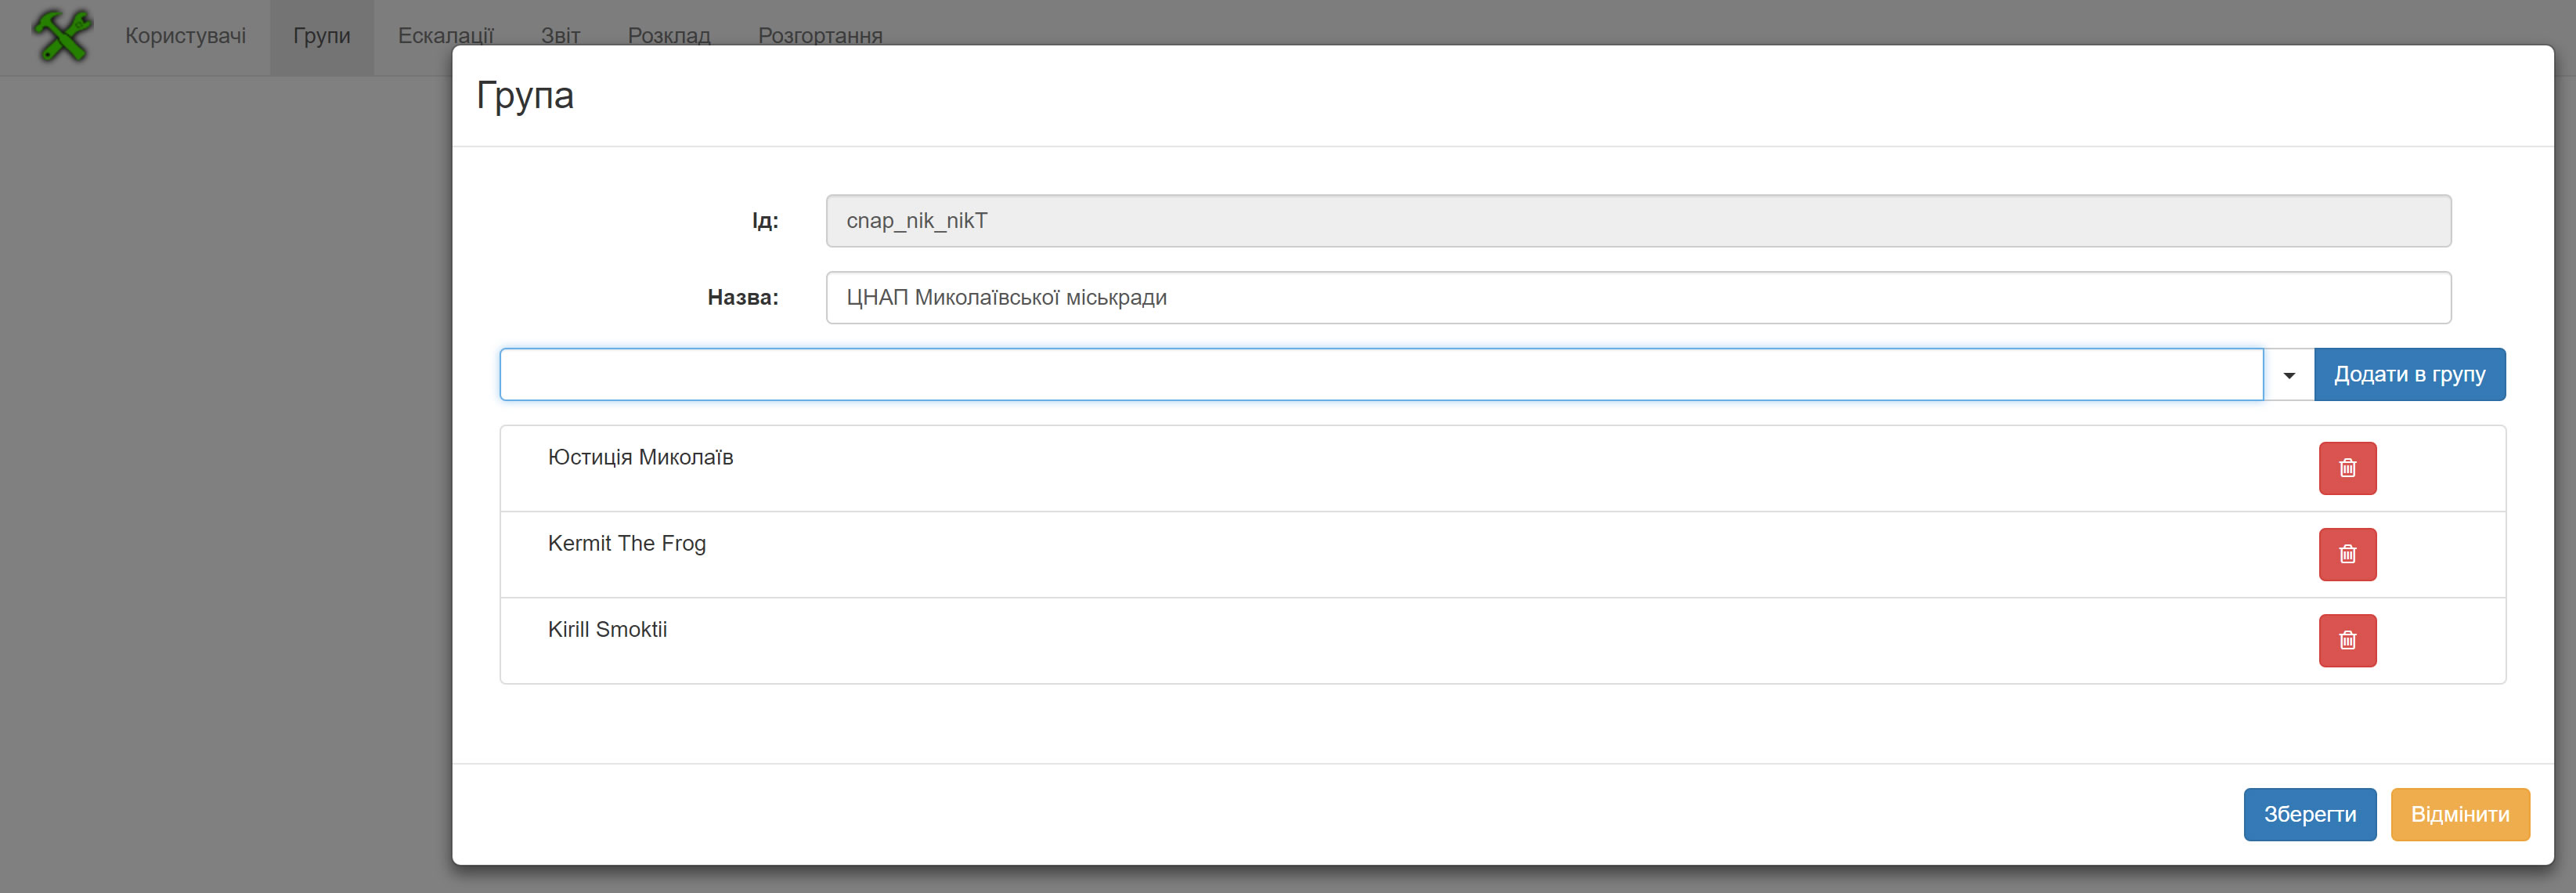 Користувачі Групи Ескалації Звіт Розклад Розгортання
Група
Ід: cnap_nik_nikT
Назва: ЦНАП Миколаївської міськради
Додати в групу
Юстиція Миколаїв
Kermit The Frog
Kirill Smoktii
Зберегти Відмінити